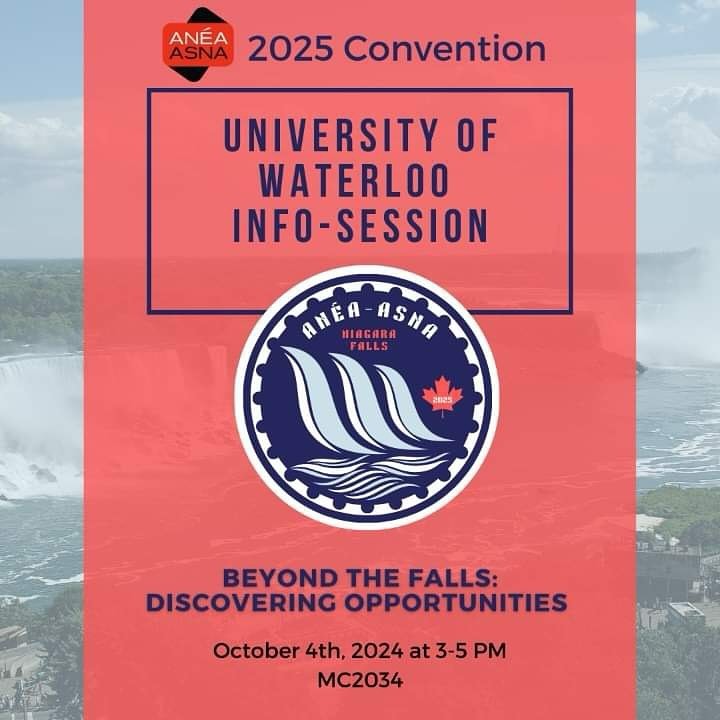 ANÉA
ASNA
2025 Convention
UNIVERSITY OF
WATERLOO
INFO-SESSION
ANÉA-ASNA
NIAGARA
FALLS
2025
BEYOND THE FALLS:
DISCOVERING OPPORTUNITIES
October 4th, 2024 at 3-5 PM
MC2034